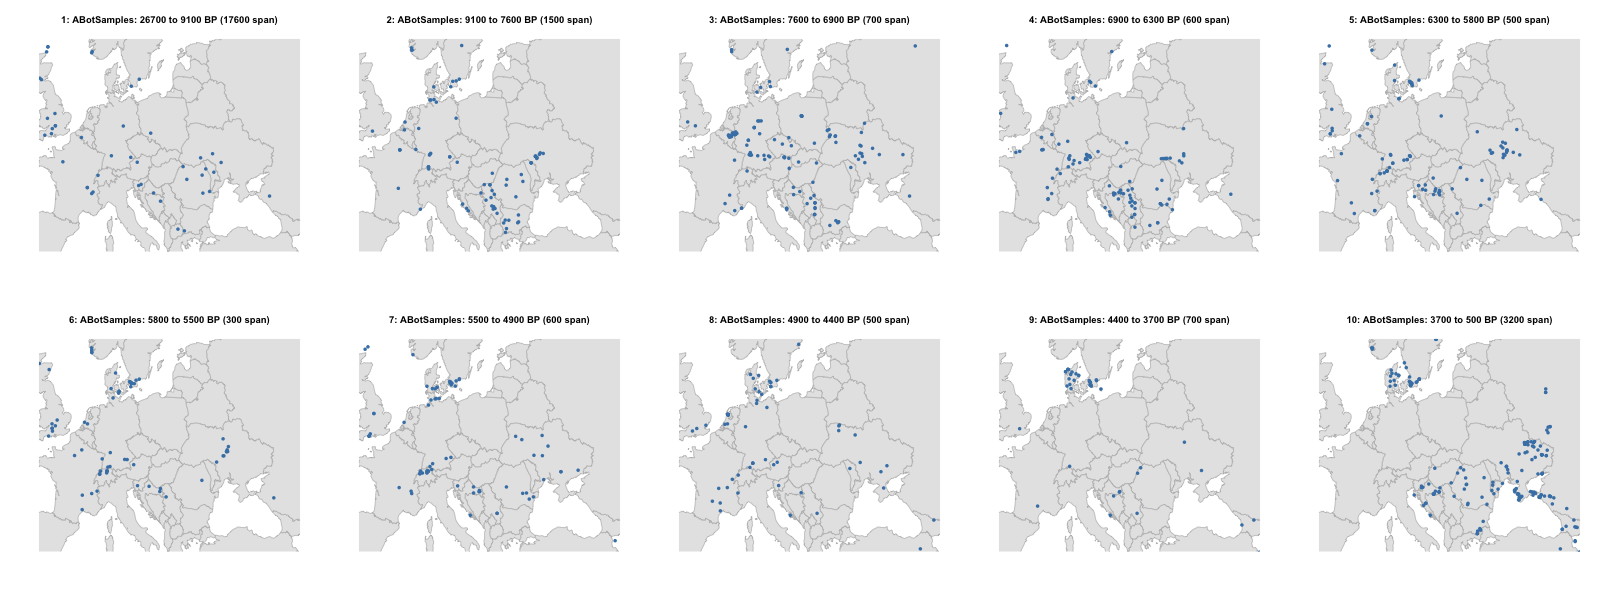 1: ABotSamples: 26700 to 9100 BP (17600 span)
2: ABotSamples: 9100 to 7600 BP (1500 span)
3: ABotSamples: 7600 to 6900 BP (700 span)
4: ABotSamples: 6900 to 6300 BP (600 span)
5: ABotSamples: 6300 to 5800 BP (500 span)
6: ABotSamples: 5800 to 5500 BP (300 span)
7: ABotSamples: 5500 to 4900 BP (600 span)
8: ABotSamples: 4900 to 4400 BP (500 span)
9: ABotSamples: 4400 to 3700 BP (700 span)
10: ABotSamples: 3700 to 500 BP (3200 span)